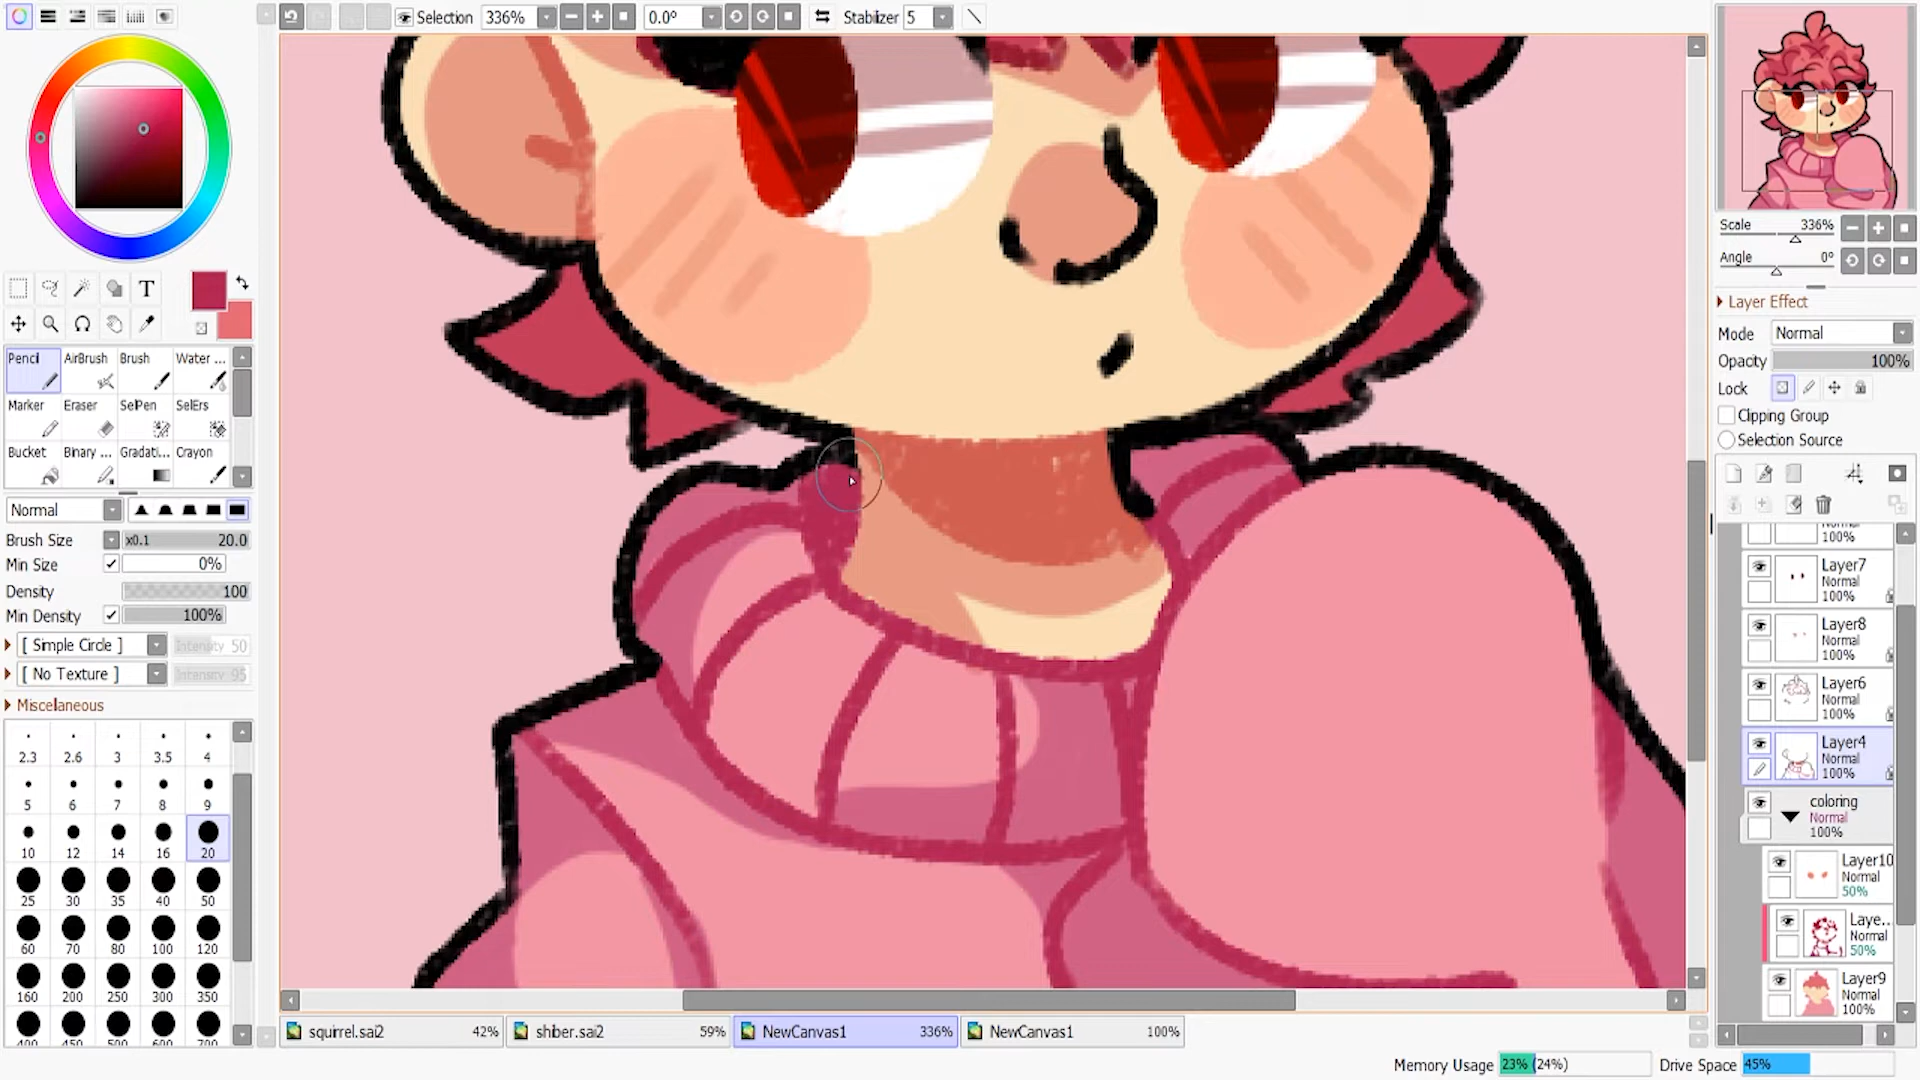 Selection 336% 0.0º Stabilizer 5
T
Pencil AirBrush Brush Water ...
Marker Eraser SelPen SelErs
Bucket Binary ... Gradati... Crayon
Normal
Brush Size x0.1 20.0
Min Size 0%
Density 100
Min Density 100%
[ Simple Circle ] Intensity 50
[ No Texture ] Intensity 95
Miscelaneous
2.3 2.6 3 3.5 4
5 6 7 8 9
10 12 14 16 20
25 30 35 40 50
60 70 80 100 120
160 200 250 300 350
400 450 500 600 700
Scale 336%
Angle 0º
Layer Effect
Mode Normal
Opacity 100%
Lock
Clipping Group
Selection Source
100%
Layer7
Normal
100%
Layer8
Normal
100%
Layer6
Normal
100%
Layer4
Normal
100%
coloring
Normal
100%
Layer10
Normal
50%
Laye...
Normal
50%
Layer9
Normal
100%
squirrel.sai2 42%
shiber.sai2 59%
NewCanvas1 336%
NewCanvas1 100%
Memory Usage 23% (24%) Drive Space 45%